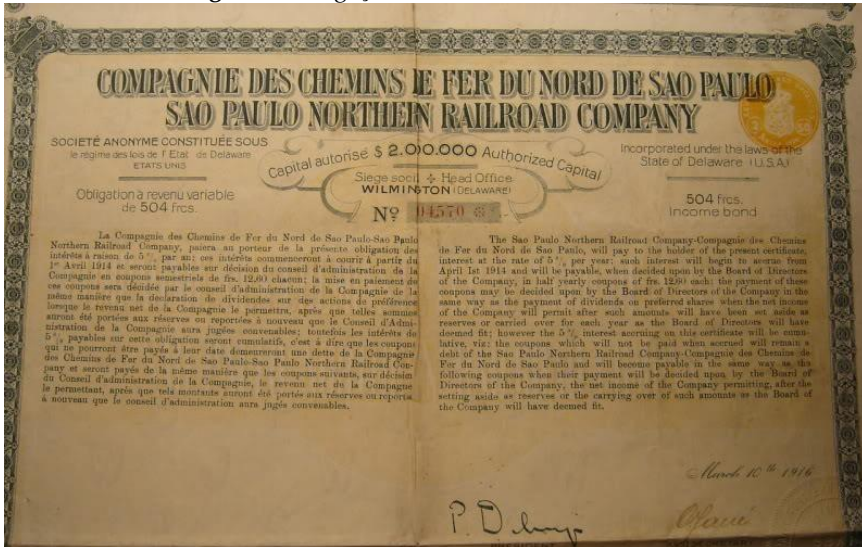 COMPAGNIE DES CHEMINS DE FER DU NORD DE SAO PAULO
SAO PAULO NORTHERN RAILROAD COMPANY
SOCIETÉ ANONYME CONSTITUÉE SOUS
le régime des lois de l'Etat de Delaware
ETATS UNIS
Capital autorisé $ 2.000.000 Authorized Capital
Incorporated under the laws of the
State of Delaware (U.S.A)
Siege social Head Office
WILMINGTON (DELAWARE)
Obligation à revenu variable
de 504 frcs.
Nº 04570
504 frcs.
Income bond
La Compagnie des Chemins de Fer du Nord de Sao Paulo-Sao Paulo
Northern Railroad Company, paiera au porteur de la présente obligation des
intérêts à raison de 5 % par an: ces intérêts commenceront à courir à partir du
1er Avril 1914 et seront payables sur décision du conseil d'administration de la
Compagnie en coupons semestriels de frs. 12,60 chacun; la mise en paiement de
ces coupons sera décidée par le conseil d'administration de la Compagnie de la
même manière que la déclaration de dividendes sur des actions de préférence
lorsque le revenu net de la Compagnie le permettra, après que telles sommes
auront été portées aux réserves ou reportées à nouveau que le Conseil d'Admi-
nistration de la Compagnie aura jugées convenables; toutefois les intérêts de
5 % payables sur cette obligation seront cumulatifs, c'est à dire que les coupons
qui ne pourront être payés à leur date demeureront une dette de la Compagnie
des Chemins de Fer du Nord de Sao Paulo-Sao Paulo Northern Railroad Com-
pany et seront payés de la même manière que les coupons suivants, sur décision
du Conseil d'administration de la Compagnie, le revenu net de la Compagne
le permettant, après que tels montants auront été portés aux réserves ou reports
à nouveau que le conseil d'administration aura jugés convenables.
The Sao Paulo Northern Railroad Company-Compagnie des Chemins
de Fer du Nord de Sao Paulo, will pay to the holder of the present certificate,
interest at the rate of 5 % per year: such interest will begin to accrue from
April 1st 1914 and will be payable, when decided upon by the Board of Directors
of the Company, in half yearly coupons of frc. 12,60 each: the payment of these
coupons may be decided upon by the Board of Directors of the Company in the
same way as the payment of dividends on preferred shares when the net income
of the Company will permit after such amounts will have been set aside as
reserves or carried over for each year as the Board of Directors will have
deemed fit; however the 5 % interest accruing on this certificate will be cumu-
lative, viz: the coupons which will not be paid when accrued will remain a
debt of the Sao Paulo Northern Railroad Company-Compagnie des Chemins de
Fer du Nord de Sao Paulo and will become payable in the same way as the
following coupons when their payment will be decided upon by the Board of
Directors of the Company, the net income of the Company permitting, after the
setting aside as reserves or the carrying over of such amounts as the Board of
the Company will have deemed fit.
March 10th 1916